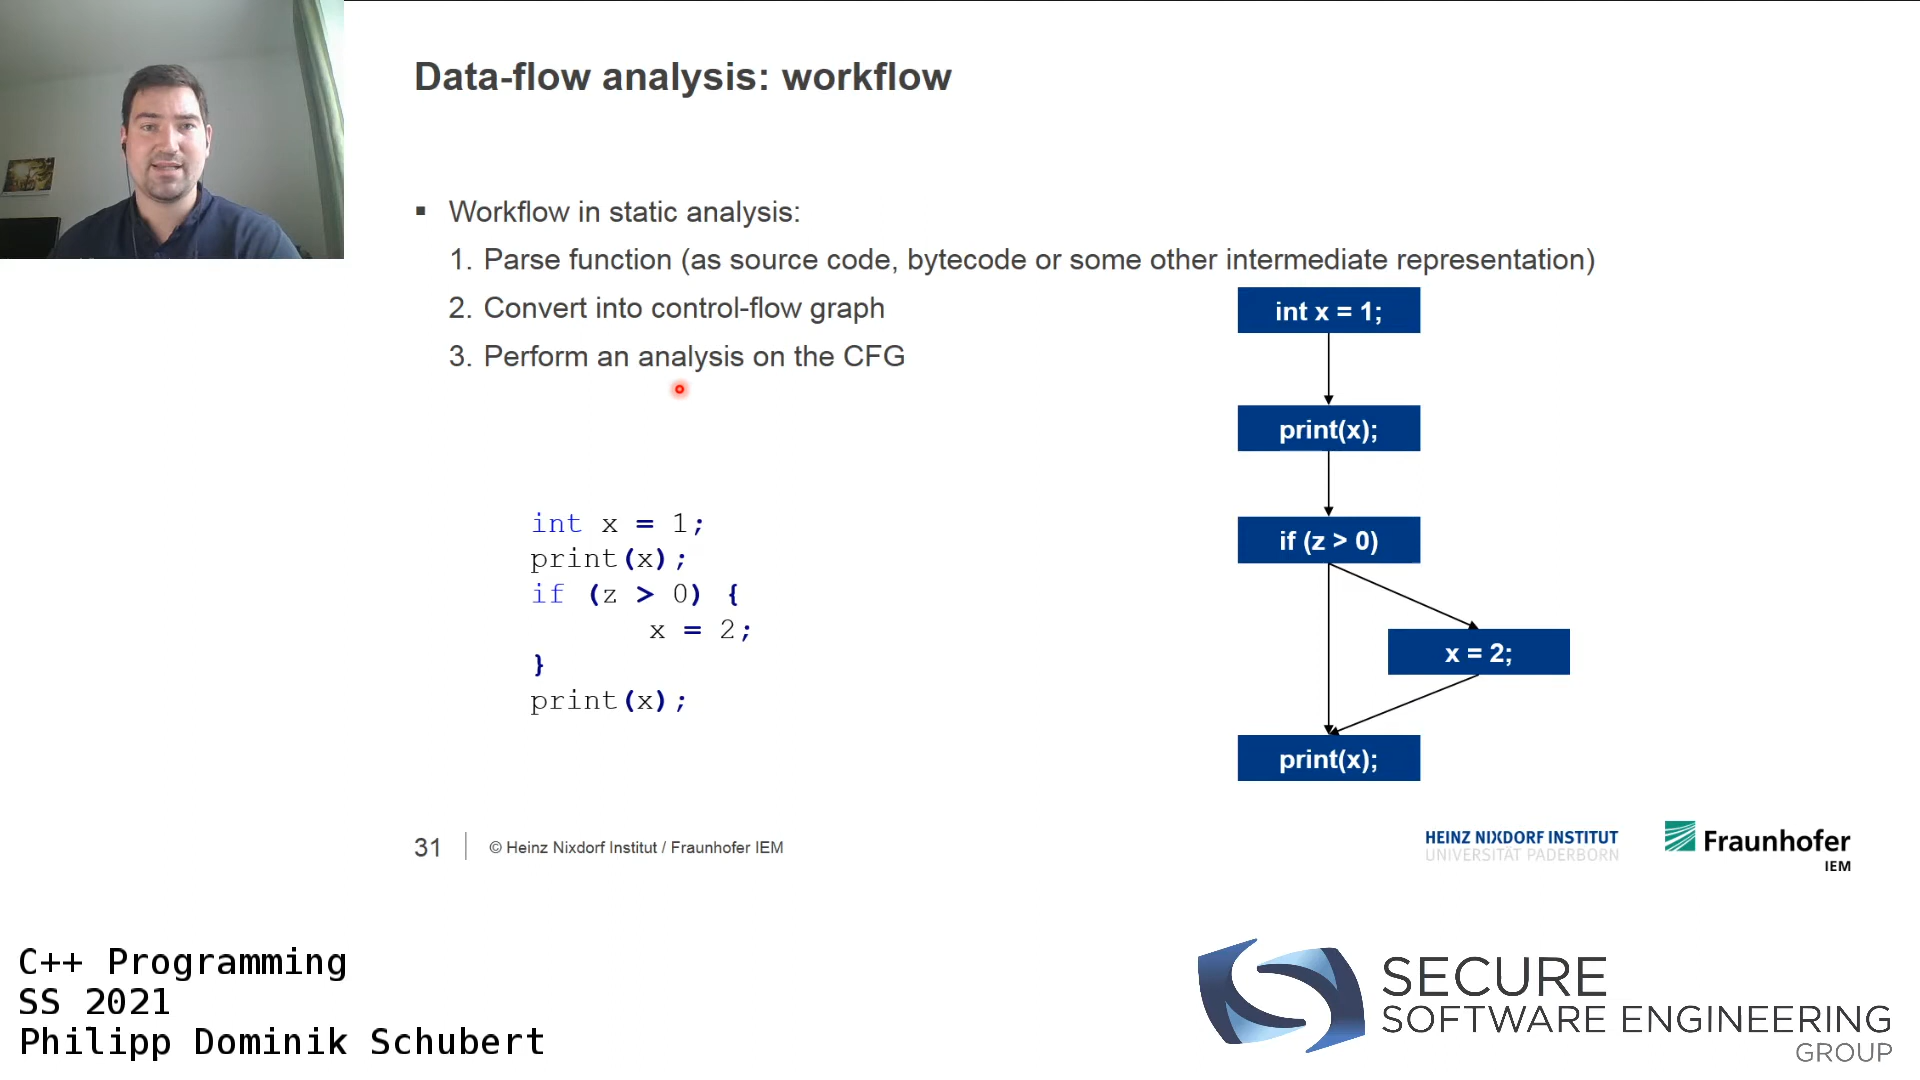 Data-flow analysis: workflow
▪ Workflow in static analysis:
1. Parse function (as source code, bytecode or some other intermediate representation)
2. Convert into control-flow graph
3. Perform an analysis on the CFG
int x = 1;
print(x);
if (z > 0) {
x = 2;
}
print(x);
int x = 1;
print(x);
if (z > 0)
x = 2;
print(x);
31
© Heinz Nixdorf Institut / Fraunhofer IEM
HEINZ NIXDORF INSTITUT
UNIVERSITÄT PADERBORN
Fraunhofer
IEM
C++ Programming
SS 2021
Philipp Dominik Schubert
SECURE
SOFTWARE ENGINEERING
GROUP